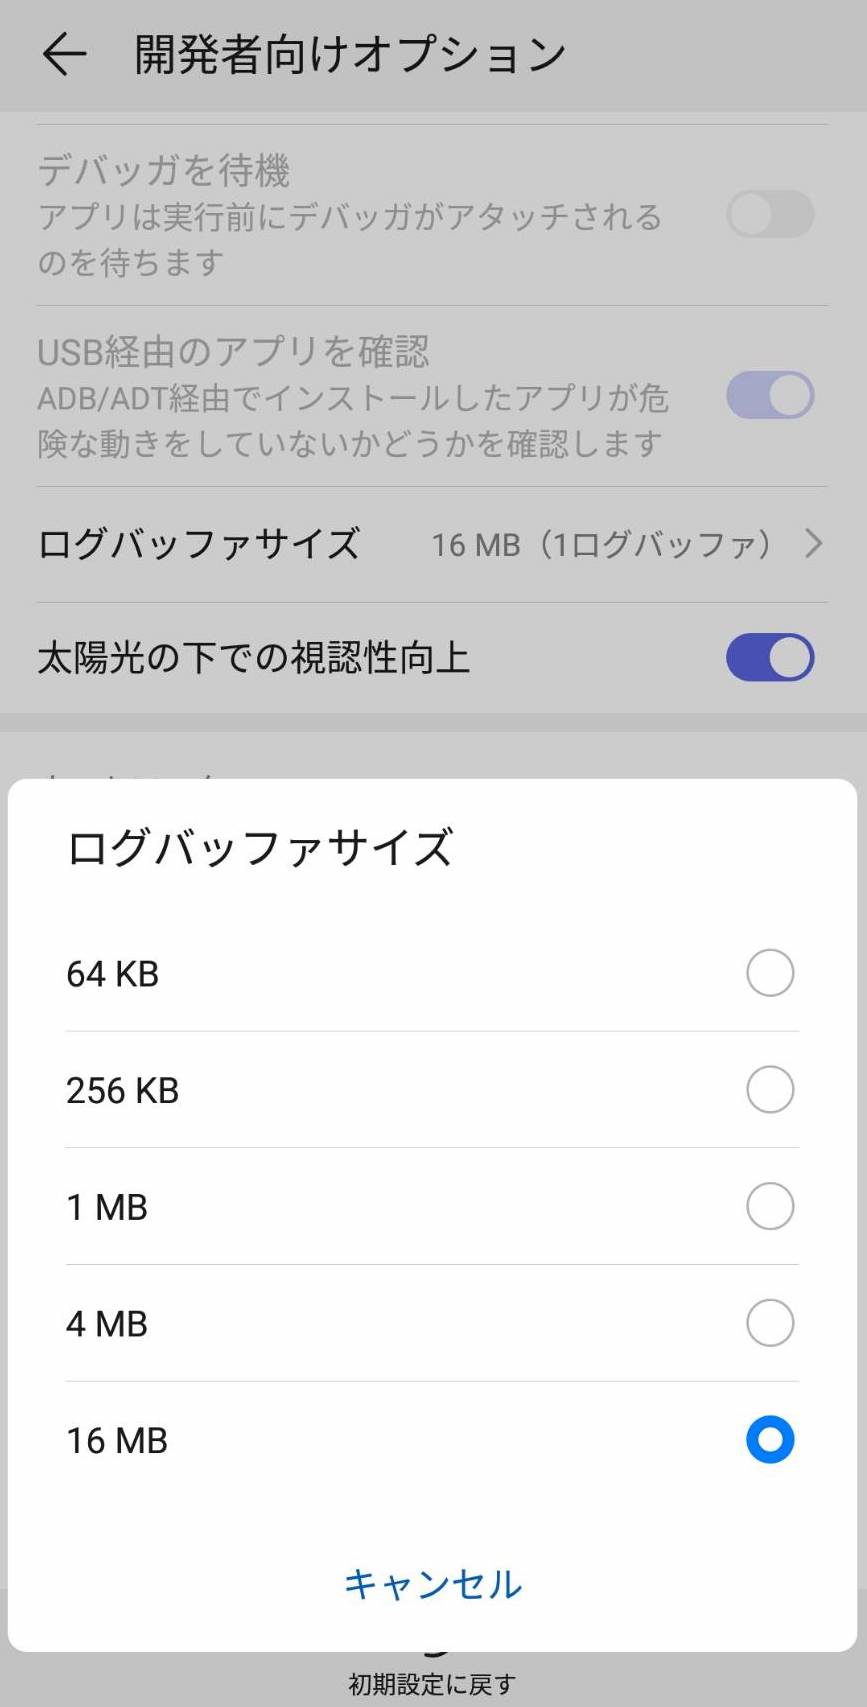 開発者向けオプション
デバッガを待機
アプリは実行前にデバッガがアタッチされる
のを待ちます
USB経由のアプリを確認
ADB/ADT経由でインストールしたアプリが危
険な動きをしていないかどうかを確認します
ログバッファサイズ 16 MB（1ログバッファ）
太陽光の下での視認性向上
ログバッファサイズ
64 KB
256 KB
1 MB
4 MB
16 MB
キャンセル
初期設定に戻す